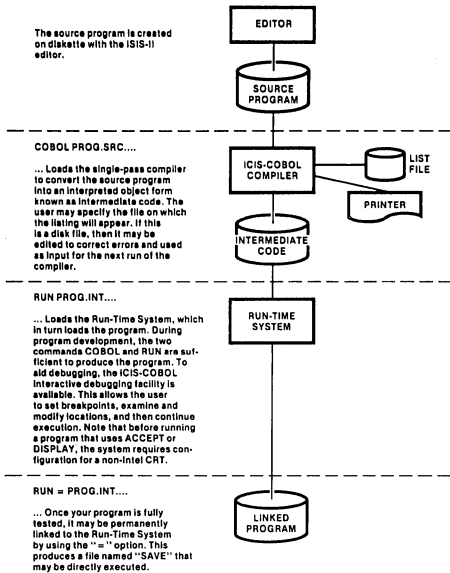 EDITOR
The source program is created
on diskette with the ISIS-II
editor.
SOURCE
PROGRAM
COBOL PROG.SRC....
... Loads the single-pass compiler
to convert the source program
into an interpreted object form
known as intermediate code. The
user may specify the file on which
the listing will appear. If this
is a disk file, then it may be
edited to correct errors and used
as input for the next run of the
compiler.
ICIS-COBOL
COMPILER
LIST
FILE
PRINTER
INTERMEDIATE
CODE
RUN PROG.INT....
... Loads the Run-Time System, which
in turn loads the program. During
program development, the two
commands COBOL and RUN are suf-
ficient to produce the program. To
aid debugging, the iCIS-COBOL
interactive debugging facility is
available. This allows the user
to set breakpoints, examine and
modify locations, and then continue
execution. Note that before running
a program that uses ACCEPT or
DISPLAY, the system requires con-
figuration for a non-Intel CRT.
RUN-TIME
SYSTEM
RUN = PROG.INT....
... Once your program is fully
tested, it may be permanently
linked to the Run-Time System
by using the "=" option. This
produces a file named "SAVE" that
may be directly executed.
LINKED
PROGRAM